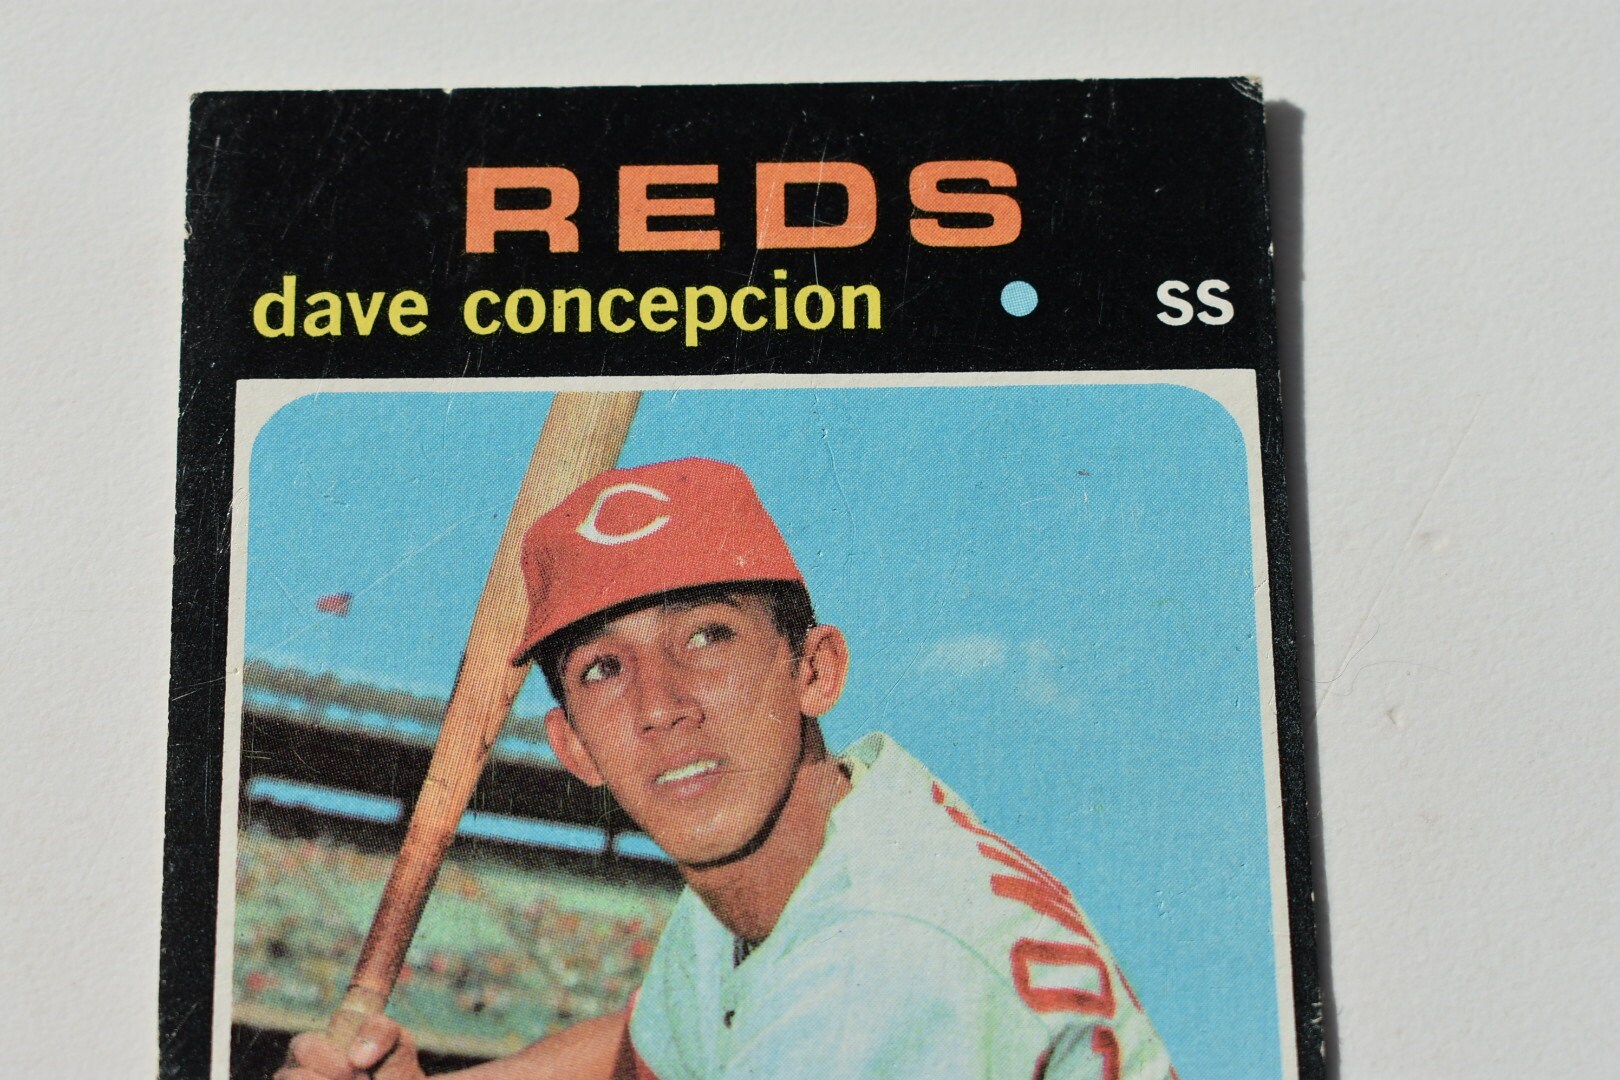 REDS
dave concepcion • ss
C